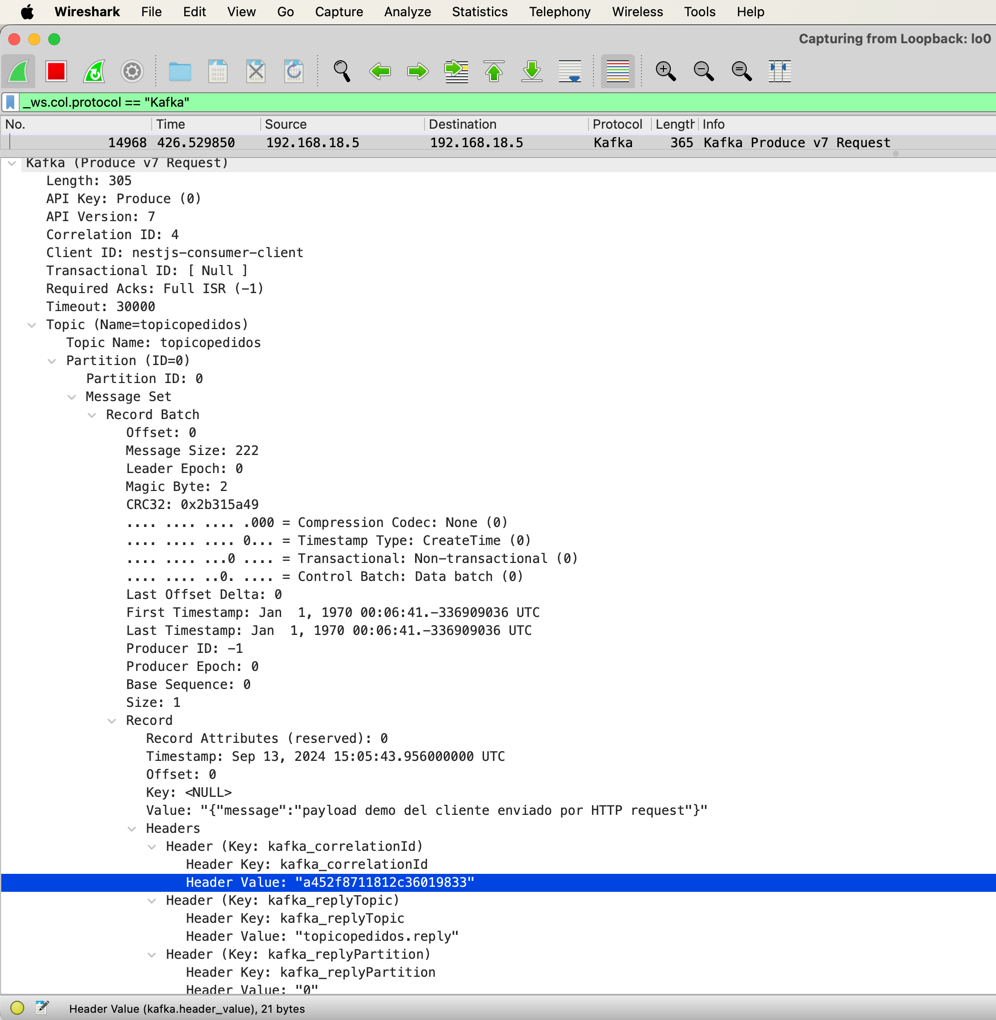 Wireshark File Edit View Go Capture Analyze Statistics Telephony Wireless Tools Help
Capturing from Loopback: lo0
_ws.col.protocol == "Kafka"
No. Time Source Destination Protocol Length Info
14968 426.529850 192.168.18.5 192.168.18.5 Kafka 365 Kafka Produce v7 Request
Kafka (Produce v7 Request)
Length: 305
API Key: Produce (0)
API Version: 7
Correlation ID: 4
Client ID: nestjs-consumer-client
Transactional ID: [ Null ]
Required Acks: Full ISR (-1)
Timeout: 30000
Topic (Name=topicopedidos)
Topic Name: topicopedidos
Partition (ID=0)
Partition ID: 0
Message Set
Record Batch
Offset: 0
Message Size: 222
Leader Epoch: 0
Magic Byte: 2
CRC32: 0x2b315a49
.... .... .... .000 = Compression Codec: None (0)
.... .... .... 0... = Timestamp Type: CreateTime (0)
.... .... ...0 .... = Transactional: Non-transactional (0)
.... .... ..0. .... = Control Batch: Data batch (0)
Last Offset Delta: 0
First Timestamp: Jan  1, 1970 00:06:41.-336909036 UTC
Last Timestamp: Jan  1, 1970 00:06:41.-336909036 UTC
Producer ID: -1
Producer Epoch: 0
Base Sequence: 0
Size: 1
Record
Record Attributes (reserved): 0
Timestamp: Sep 13, 2024 15:05:43.956000000 UTC
Offset: 0
Key: <NULL>
Value: "{"message":"payload demo del cliente enviado por HTTP request"}"
Headers
Header (Key: kafka_correlationId)
Header Key: kafka_correlationId
Header Value: "a452f8711812c36019833"
Header (Key: kafka_replyTopic)
Header Key: kafka_replyTopic
Header Value: "topicopedidos.reply"
Header (Key: kafka_replyPartition)
Header Key: kafka_replyPartition
Header Value: "0"
Header Value (kafka.header_value), 21 bytes